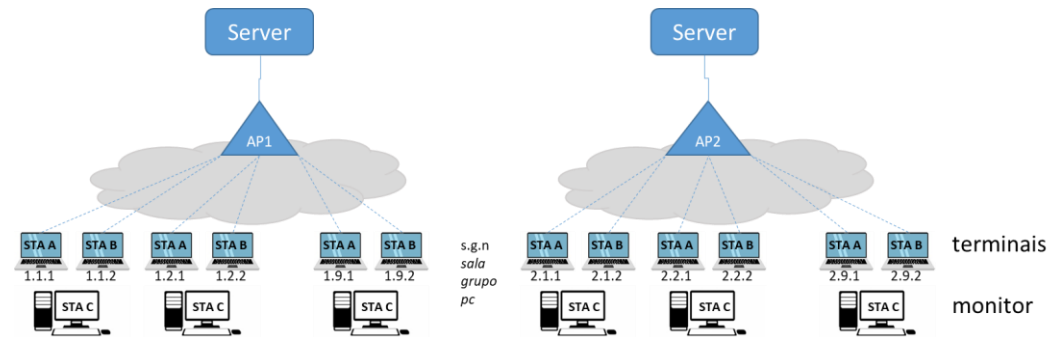 Server Server
AP1 AP2
STA A STA B STA A STA B STA A STA B s.g.n STA A STA B STA A STA B STA A STA B terminais
1.1.1 1.1.2 1.2.1 1.2.2 1.9.1 1.9.2 sala 2.1.1 2.1.2 2.2.1 2.2.2 2.9.1 2.9.2
grupo
STA C STA C STA C pc STA C STA C STA C monitor